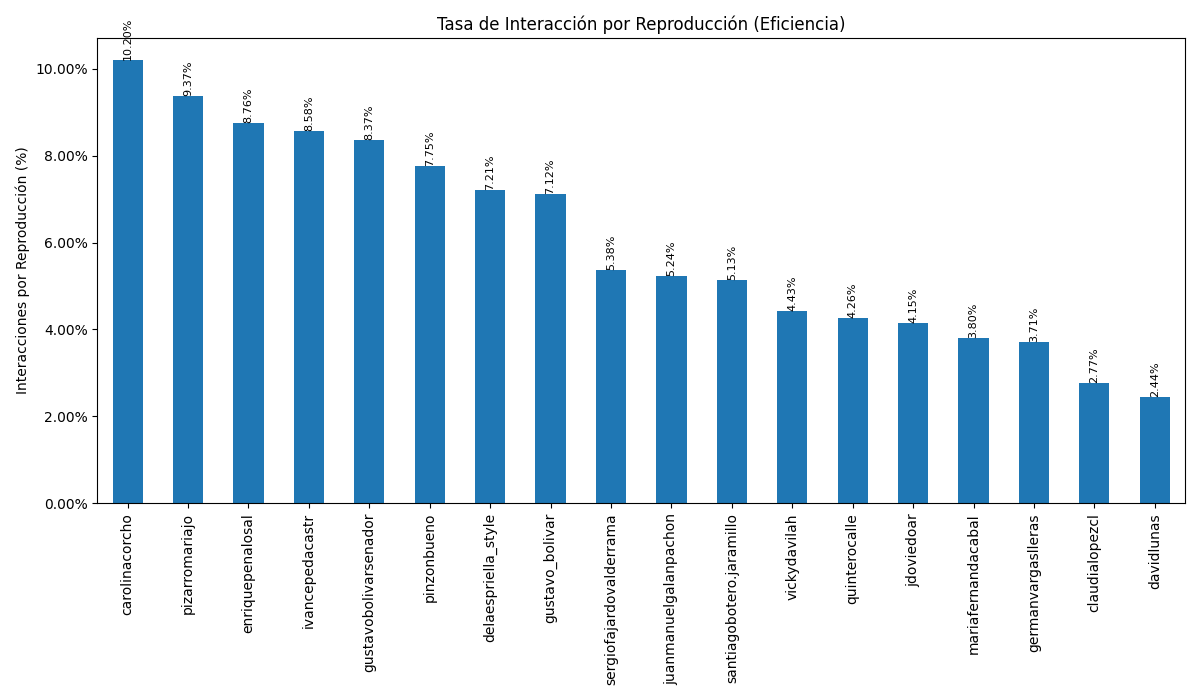 Tasa de Interacción por Reproducción (Eficiencia)
Interacciones por Reproducción (%)
10.00%
8.00%
6.00%
4.00%
2.00%
0.00%
10.20%
9.37%
8.76%
8.58%
8.37%
7.75%
7.21%
7.12%
5.38%
5.24%
5.13%
4.43%
4.26%
4.15%
3.80%
3.71%
2.77%
2.44%
carolinacorcho
pizarromariajo
enriquepenalosal
ivancepedacastr
gustavobolivarsenador
pinzonbueno
delaespriella_style
gustavo_bolivar
sergiofajardovalderrama
juanmanuelgalanpachon
santiagobotero.jaramillo
vickydavilah
quinterocalle
jdoviedoar
mariafernandacabal
germanvargaslleras
claudialopezcl
davidlunas